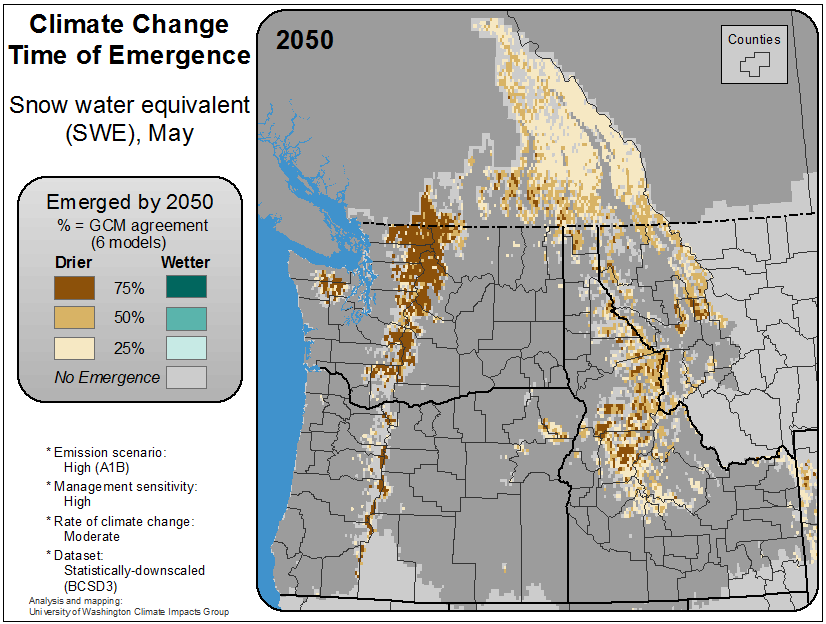 Climate Change
Time of Emergence
Snow water equivalent
(SWE), May
Emerged by 2050
% = GCM agreement
(6 models)
Drier Wetter
75%
50%
25%
No Emergence
* Emission scenario:
High (A1B)
* Management sensitivity:
High
* Rate of climate change:
Moderate
* Dataset:
Statistically-downscaled
(BCSD3)
Analysis and mapping:
University of Washington Climate Impacts Group
2050
Counties